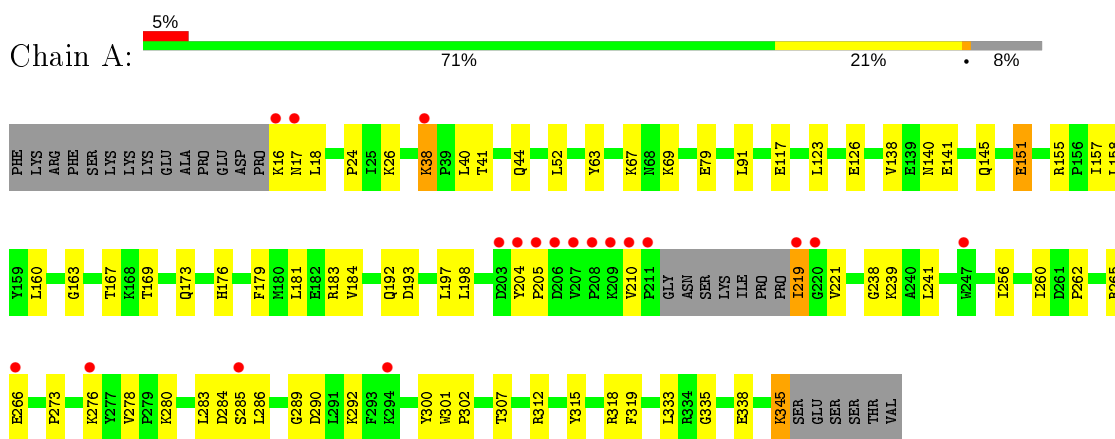 5%
Chain A:
71% 21% • 8%
PHE LYS ARG PHE SER LYS LYS LYS GLU ALA PRO GLU ASP PRO K16 N17 L18 P24 I25 K26 K38 P39 L40 T41 Q44 L52 Y63 K67 N68 K69 E79 L91 E117 L123 E126 V138 E139 N140 E141 Q145 E151 R155 P156 I157 L158
Y159 L160 G163 T167 K168 T169 Q173 H176 F179 M180 L181 E182 R183 V184 Q192 D193 L197 L198 D203 Y204 P205 D206 V207 P208 K209 V210 P211 GLY ASN SER LYS ILE PRO PRO I219 G220 V221 G238 K239 A240 L241 W247 I256 I260 D261 P262
E266 P273 K276 Y277 V278 P279 K280 L283 D284 S285 L286 G289 D290 L291 K292 F293 K294 Y300 W301 P302 T307 R312 Y315 R318 F319 L333 R334 G335 E338 K345 SER GLU SER SER THR VAL